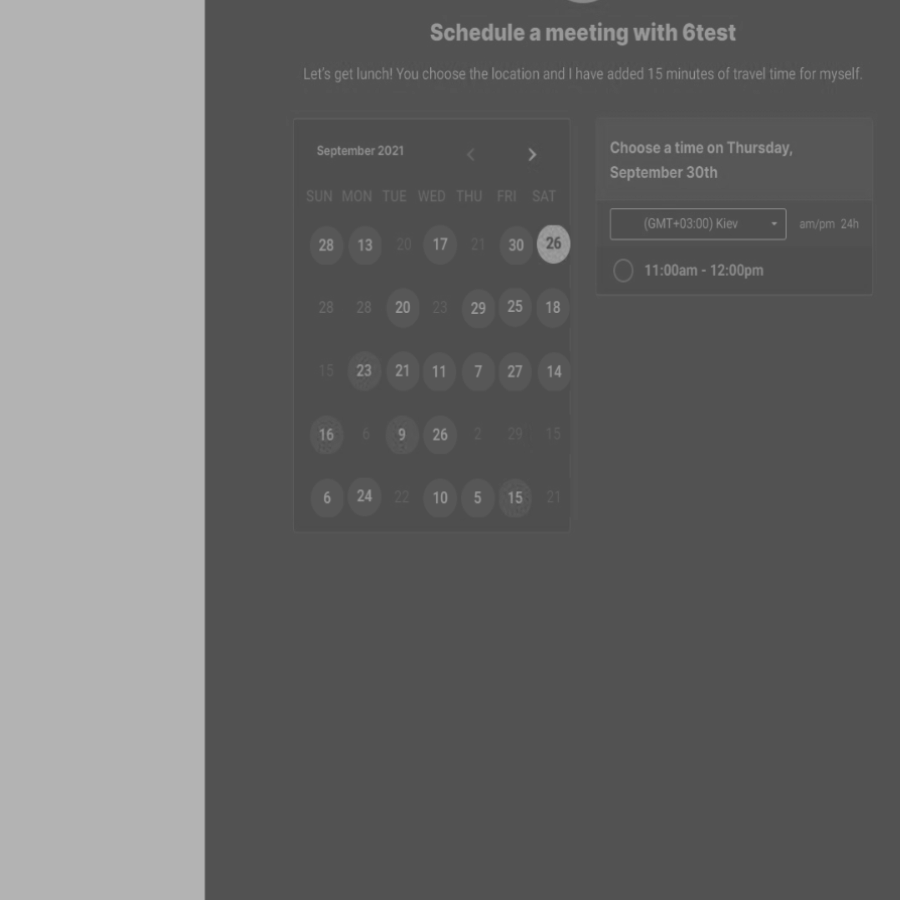 Schedule a meeting with 6test
Let's get lunch! You choose the location and I have added 15 minutes of travel time for myself.
September 2021
SUN MON TUE WED THU FRI SAT
28 13 20 17 21 30 26
28 28 20 23 29 25 18
15 23 21 11 7 27 14
16 6 9 26 2 29 15
6 24 22 10 5 15 21
Choose a time on Thursday,
September 30th
(GMT+03:00) Kiev am/pm 24h
11:00am - 12:00pm